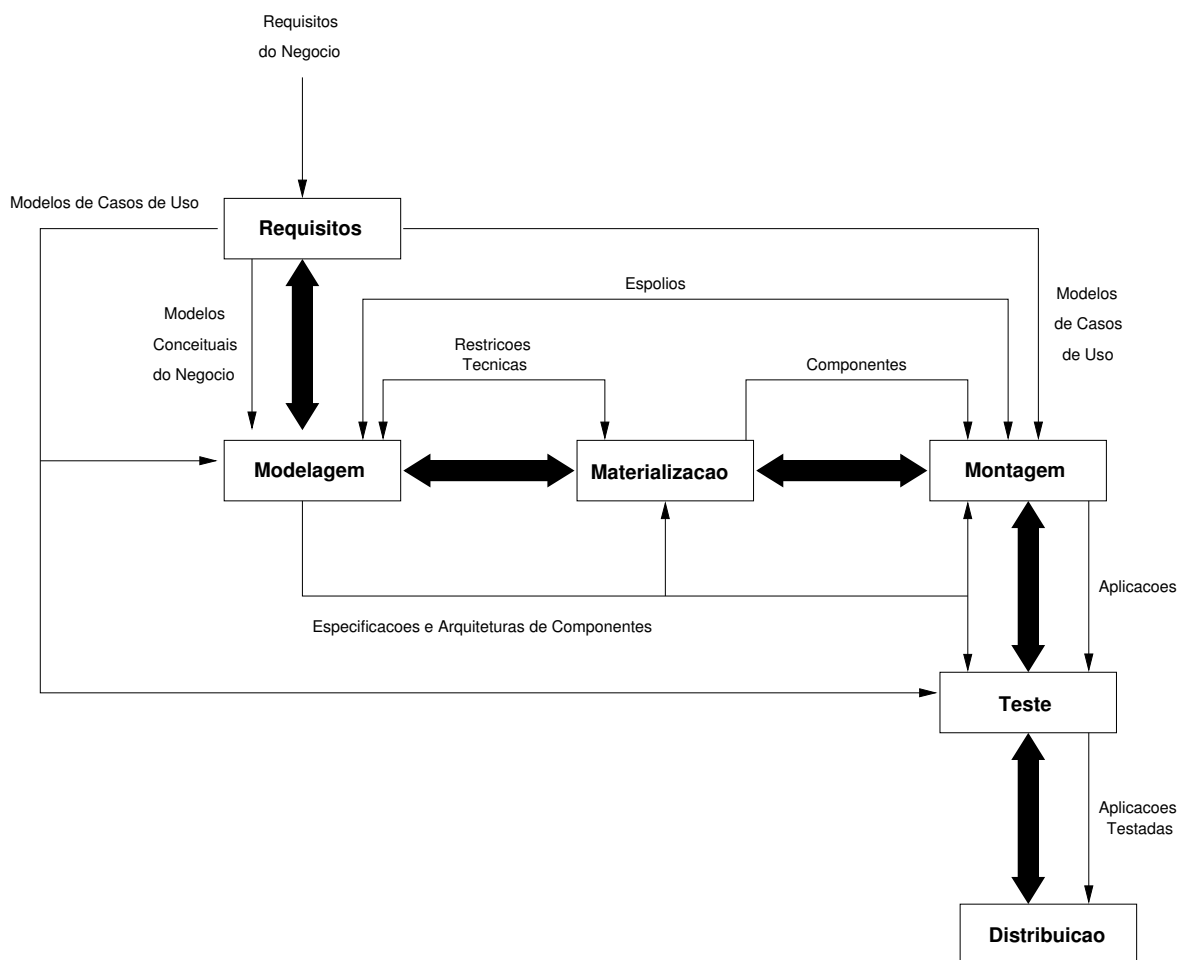 Requisitos
do Negocio
Modelos de Casos de Uso
Requisitos
Espolios
Modelos
Conceituais
do Negocio
Restricoes
Tecnicas
Componentes
Modelos
de Casos
de Uso
Modelagem
Materializacao
Montagem
Aplicacoes
Especificacoes e Arquiteturas de Componentes
Teste
Aplicacoes
Testadas
Distribuicao